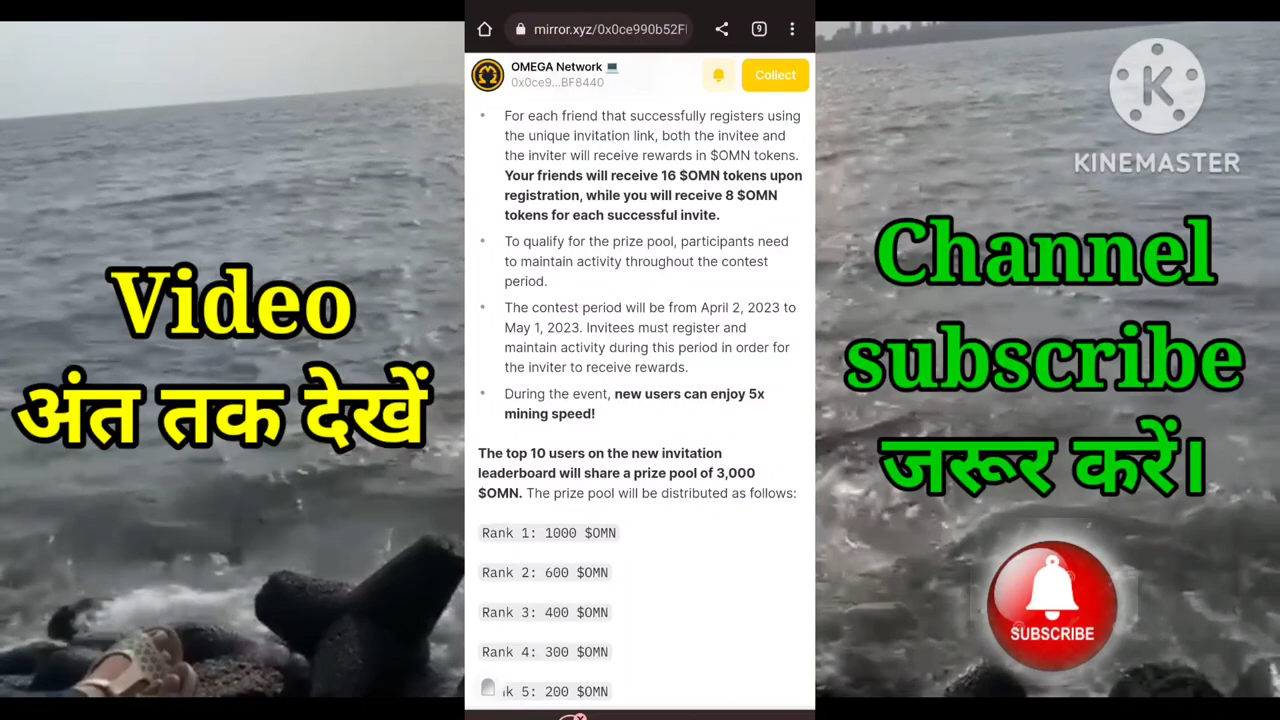 mirror.xyz/0x0ce990b52F
9
OMEGA Network
0x0ce9...BF8440
Collect
For each friend that successfully registers using
the unique invitation link, both the invitee and
the inviter will receive rewards in $OMN tokens.
Your friends will receive 16 $OMN tokens upon
registration, while you will receive 8 $OMN
tokens for each successful invite.
To qualify for the prize pool, participants need
to maintain activity throughout the contest
period.
The contest period will be from April 2, 2023 to
May 1, 2023. Invitees must register and
maintain activity during this period in order for
the inviter to receive rewards.
During the event, new users can enjoy 5x
mining speed!
The top 10 users on the new invitation
leaderboard will share a prize pool of 3,000
$OMN. The prize pool will be distributed as follows:
Rank 1: 1000 $OMN
Rank 2: 600 $OMN
Rank 3: 400 $OMN
Rank 4: 300 $OMN
k 5: 200 $OMN
Video
अंत तक देखें
K
KINEMASTER
Channel
subscribe
जरूर करें।
SUBSCRIBE